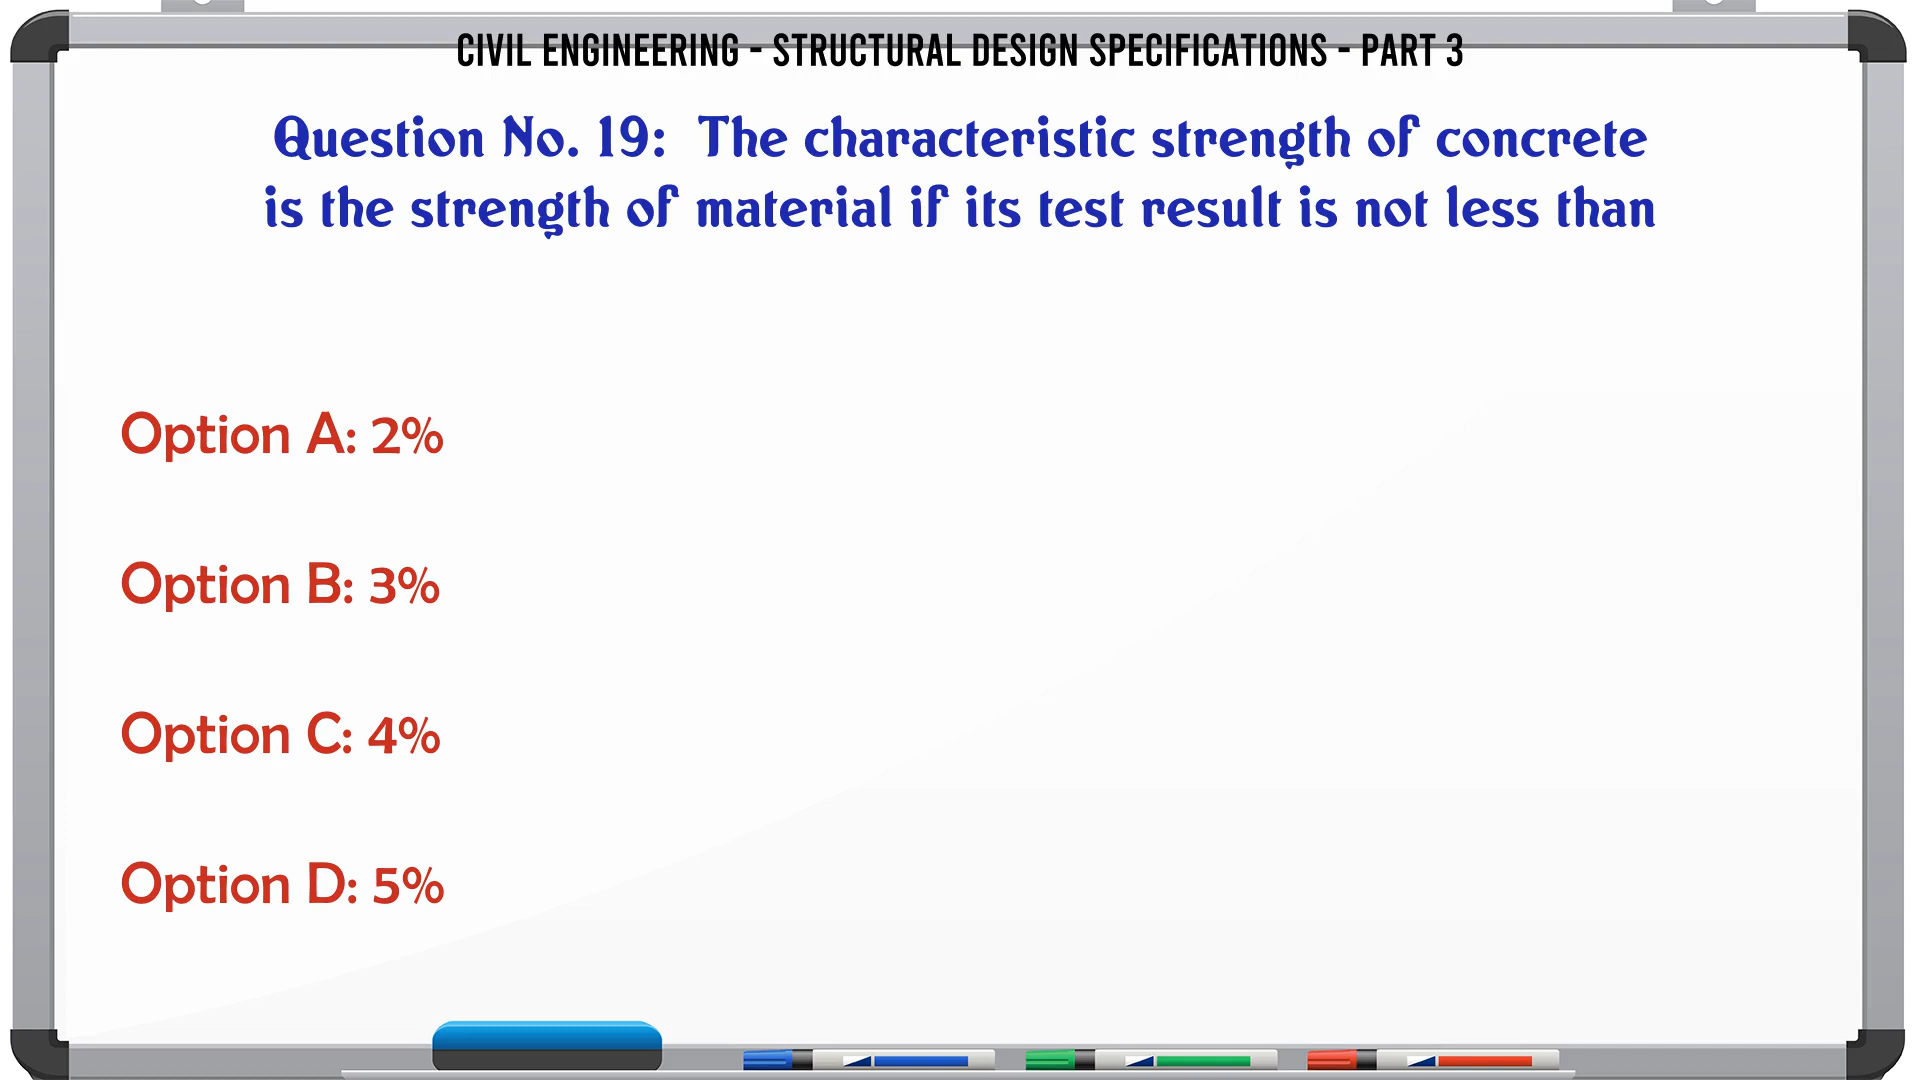 CIVIL ENGINEERING - STRUCTURAL DESIGN SPECIFICATIONS - PART 3
Question No. 19: The characteristic strength of concrete
is the strength of material if its test result is not less than
Option A: 2%
Option B: 3%
Option C: 4%
Option D: 5%